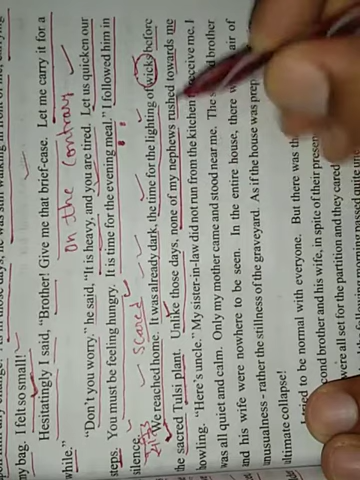 my bag. I felt so small!
Hesitatingly I said, "Brother! Give me that brief-case. Let me carry it for a
while."
on the contray
"Don't you worry." he said, "It is heavy, and you are tired. Let us quicken our
steps. You must be feeling hungry. It is time for the evening meal." I followed him in
silence.
scared
We reached home. It was already dark, the time for the lighting of wicks before
the sacred Tulsi plant. Unlike those days, none of my nephews rushed towards me
howling. "Here's uncle." My sister-in-law did not run from the kitchen receive me. I
was all quiet and calm. Only my mother came and stood near me. The brother
and his wife were nowhere to be seen. In the entire house, there air of
unusualness - rather the stillness of the graveyard. As if the house was prep
ultimate collapse!
I tried to be normal with everyone. But there was
cond brother and his wife, in spite of their presen
were all set for the partition and they cared